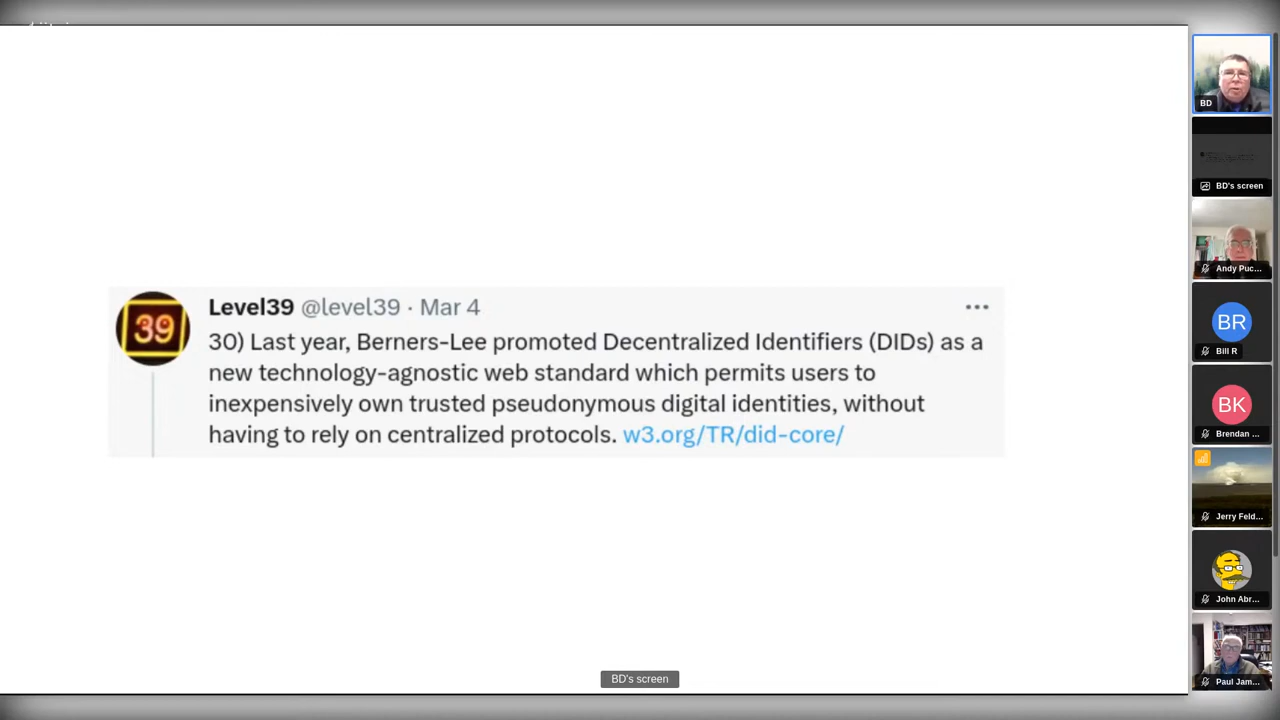 39
Level39 @level39 · Mar 4
30) Last year, Berners-Lee promoted Decentralized Identifiers (DIDs) as a
new technology-agnostic web standard which permits users to
inexpensively own trusted pseudonymous digital identities, without
having to rely on centralized protocols. w3.org/TR/did-core/
BD's screen
BD
BD's screen
Andy Puc...
BR
Bill R
BK
Brendan ...
Jerry Feld...
John Abr...
Paul Jam...